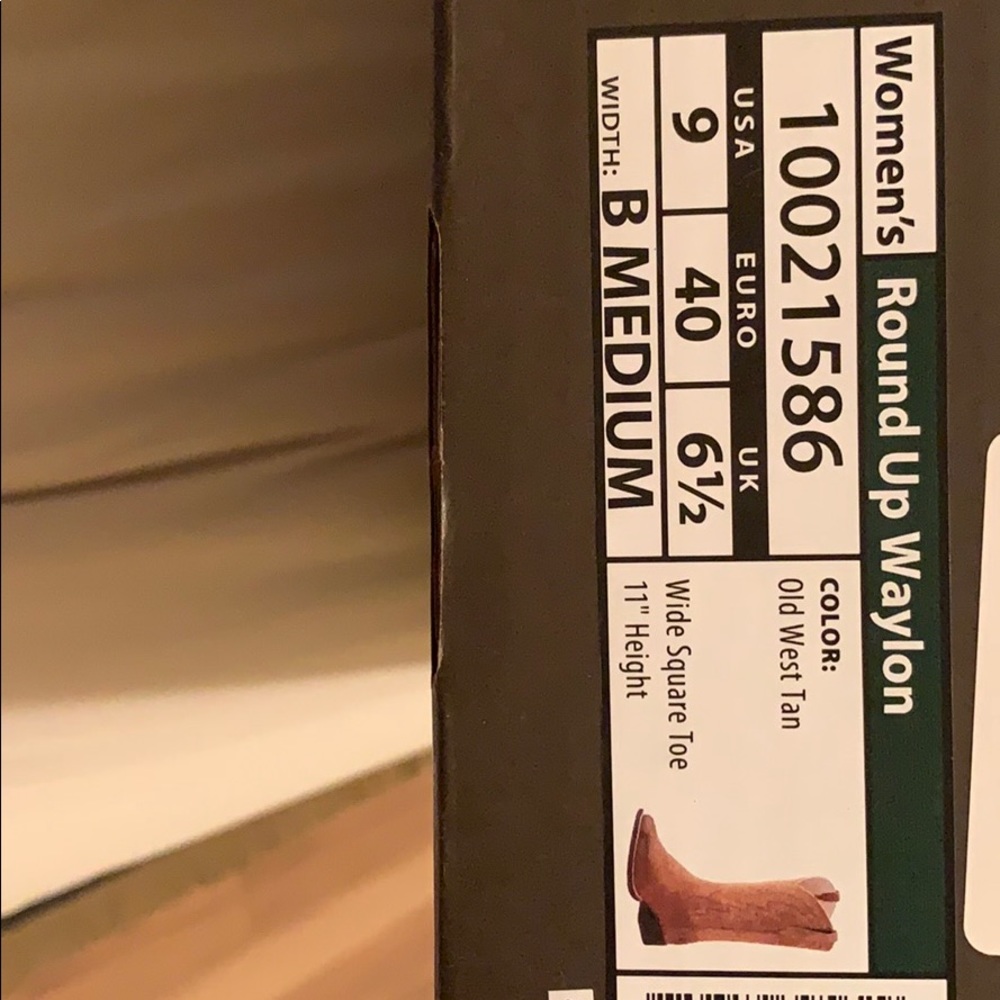 Women's Round Up Waylon
10021586
USA EURO UK
9 40 6½
WIDTH: B MEDIUM
COLOR:
Old West Tan
Wide Square Toe
11" Height